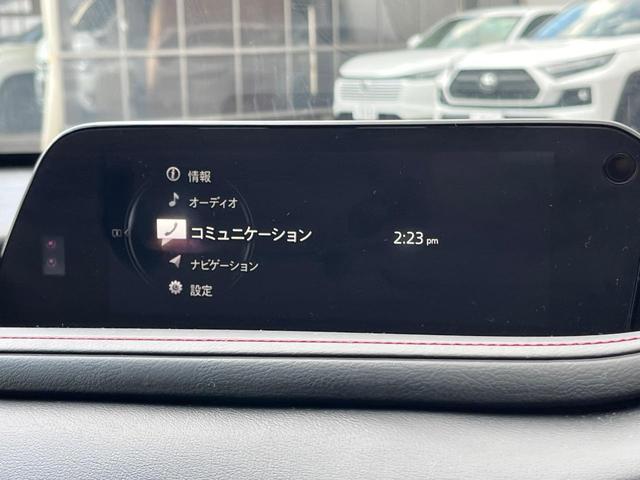 情報
オーディオ
コミュニケーション
2:23 pm
ナビゲーション
設定